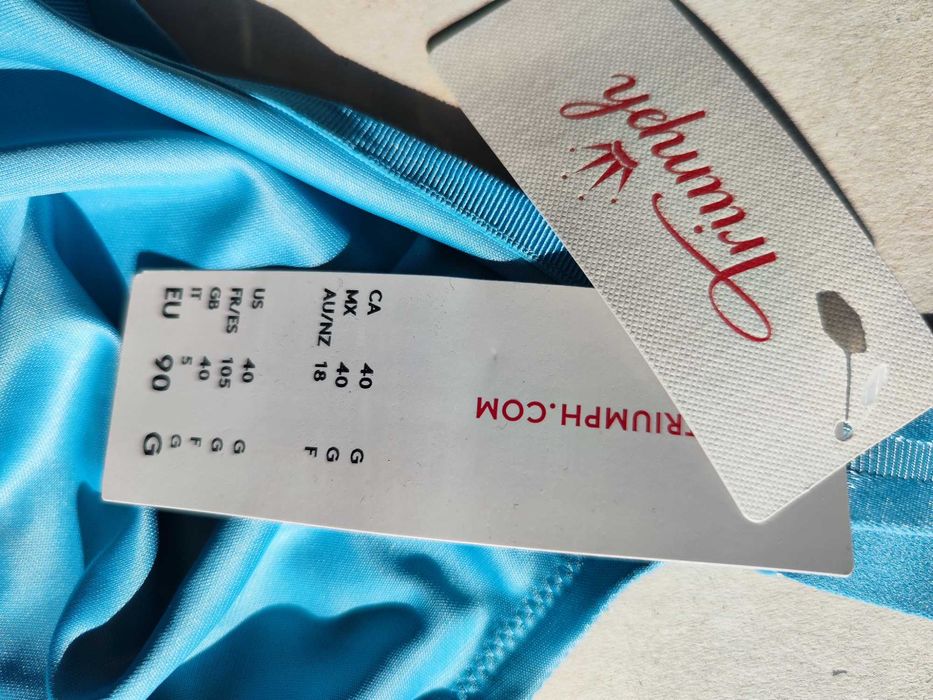 Triumph
TRIUMPH.COM
CA 40 G
MX 40 G
AU/NZ 18 F
US 40 G
FR/ES 105 G
GB 40 F
IT 5 G
EU 90 G